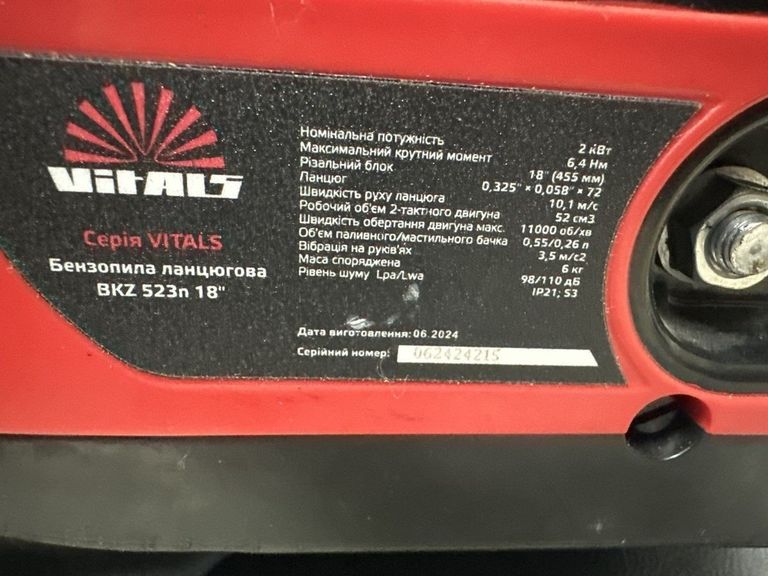 VITALS
Серія VITALS
Бензопила ланцюгова
BKZ 523n 18"
Номінальна потужність 2 кВт
Максимальний крутний момент 6,4 Нм
Різальний блок 18" (455 мм)
Ланцюг 0,325" × 0,058" × 72
Швидкість руху ланцюга 10,1 м/с
Робочий об'єм 2-тактного двигуна 52 см3
Швидкість обертання двигуна макс. 11000 об/хв
Об'єм паливного/мастильного бачка 0,55/0,26 л
Вібрація на руків'ях 3,5 м/с2
Маса споряджена 6 кг
Рівень шуму Lpa/Lwa 98/110 дБ
IP21; S3
Дата виготовлення: 06.2024
Серійний номер: 062424215